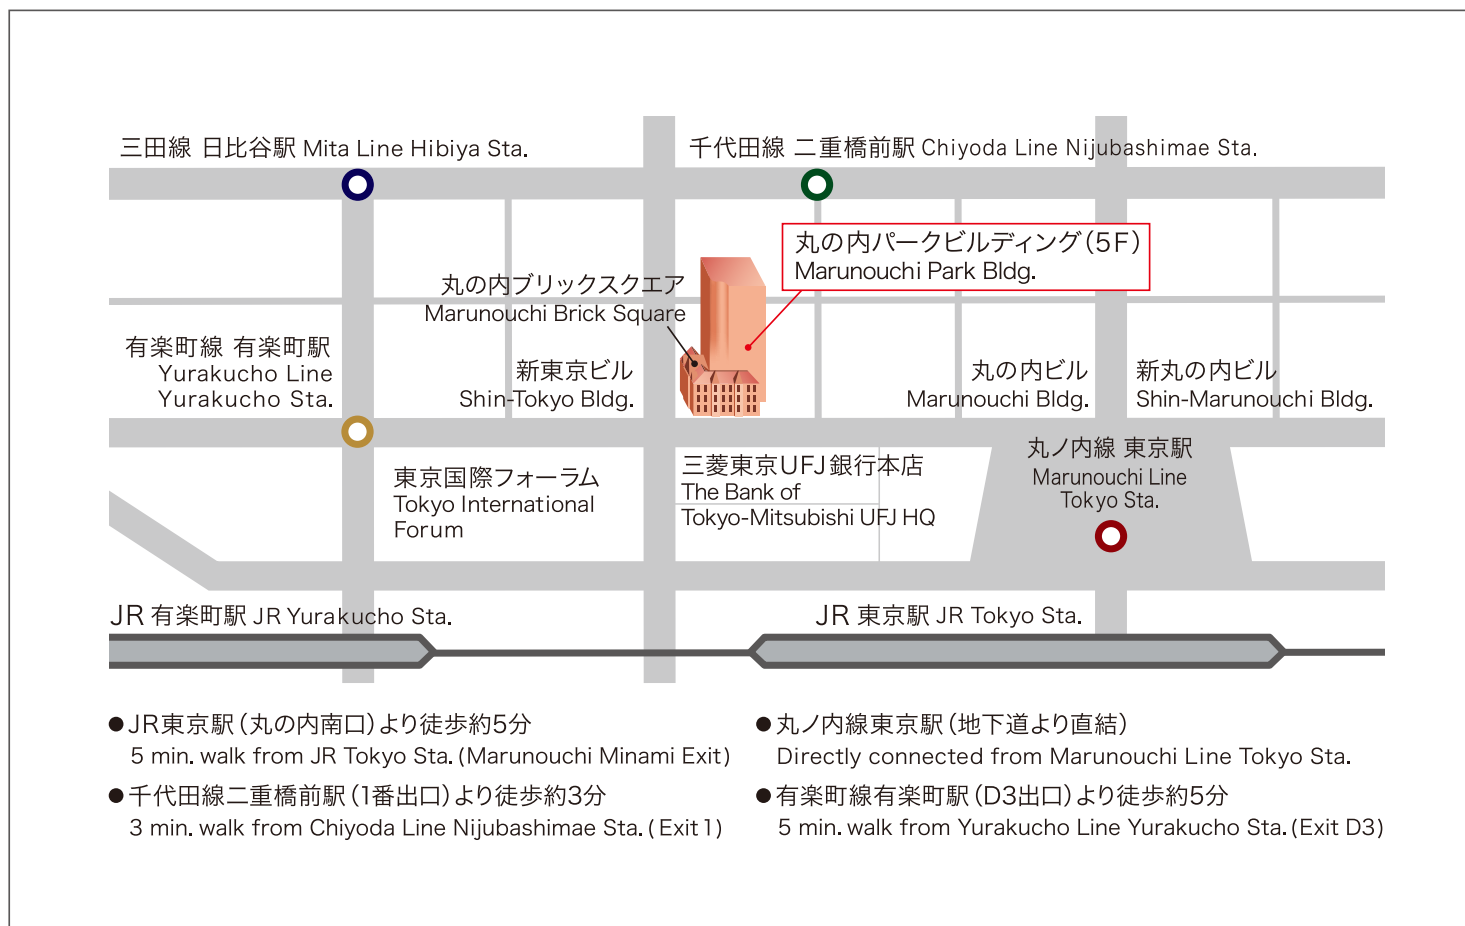 三田線 日比谷駅 Mita Line Hibiya Sta.
千代田線 二重橋前駅 Chiyoda Line Nijubashimae Sta.
丸の内パークビルディング(5F)
Marunouchi Park Bldg.
丸の内ブリックスクエア
Marunouchi Brick Square
有楽町線 有楽町駅
Yurakucho Line
Yurakucho Sta.
新東京ビル
Shin-Tokyo Bldg.
丸の内ビル
Marunouchi Bldg.
新丸の内ビル
Shin-Marunouchi Bldg.
東京国際フォーラム
Tokyo International
Forum
三菱東京UFJ銀行本店
The Bank of
Tokyo-Mitsubishi UFJ HQ
丸ノ内線 東京駅
Marunouchi Line
Tokyo Sta.
JR 有楽町駅 JR Yurakucho Sta.
JR 東京駅 JR Tokyo Sta.
●JR東京駅(丸の内南口)より徒歩約5分
5 min. walk from JR Tokyo Sta. (Marunouchi Minami Exit)
●千代田線二重橋前駅(1番出口)より徒歩約3分
3 min. walk from Chiyoda Line Nijubashimae Sta. (Exit 1)
●丸ノ内線東京駅(地下道より直結)
Directly connected from Marunouchi Line Tokyo Sta.
●有楽町線有楽町駅(D3出口)より徒歩約5分
5 min. walk from Yurakucho Line Yurakucho Sta. (Exit D3)